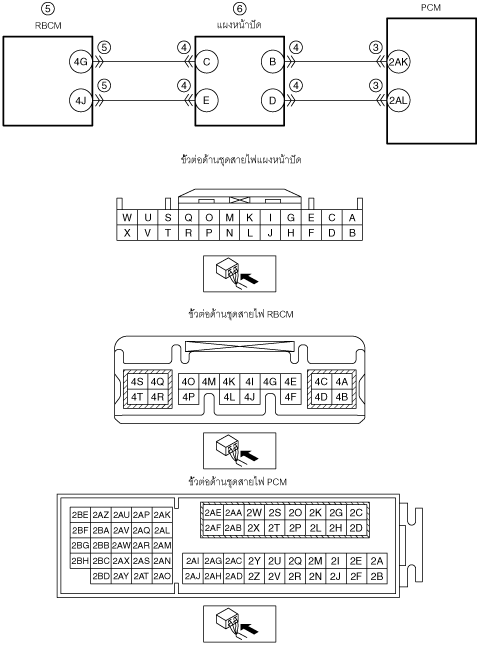 ⑤ ⑥ PCM
RBCM แผงหน้าปัด
4G ⑤ ④ C B ④ ③ 2AK
4J ⑤ ④ E D ④ ③ 2AL
ขั้วต่อด้านชุดสายไฟแผงหน้าปัด
W U S Q O M K I G E C A
X V T R P N L J H F D B
ขั้วต่อด้านชุดสายไฟ RBCM
4S 4Q 4O 4M 4K 4I 4G 4E 4C 4A
4T 4R 4P 4L 4J 4F 4D 4B
ขั้วต่อด้านชุดสายไฟ PCM
2AE 2AA 2W 2S 2O 2K 2G 2C
2BE 2AZ 2AU 2AP 2AK
2AF 2AB 2X 2T 2P 2L 2H 2D
2BF 2BA 2AV 2AQ 2AL
2BG 2BB 2AW 2AR 2AM
2BH 2BC 2AX 2AS 2AN 2AI 2AG 2AC 2Y 2U 2Q 2M 2I 2E 2A
2BD 2AY 2AT 2AO 2AJ 2AH 2AD 2Z 2V 2R 2N 2J 2F 2B